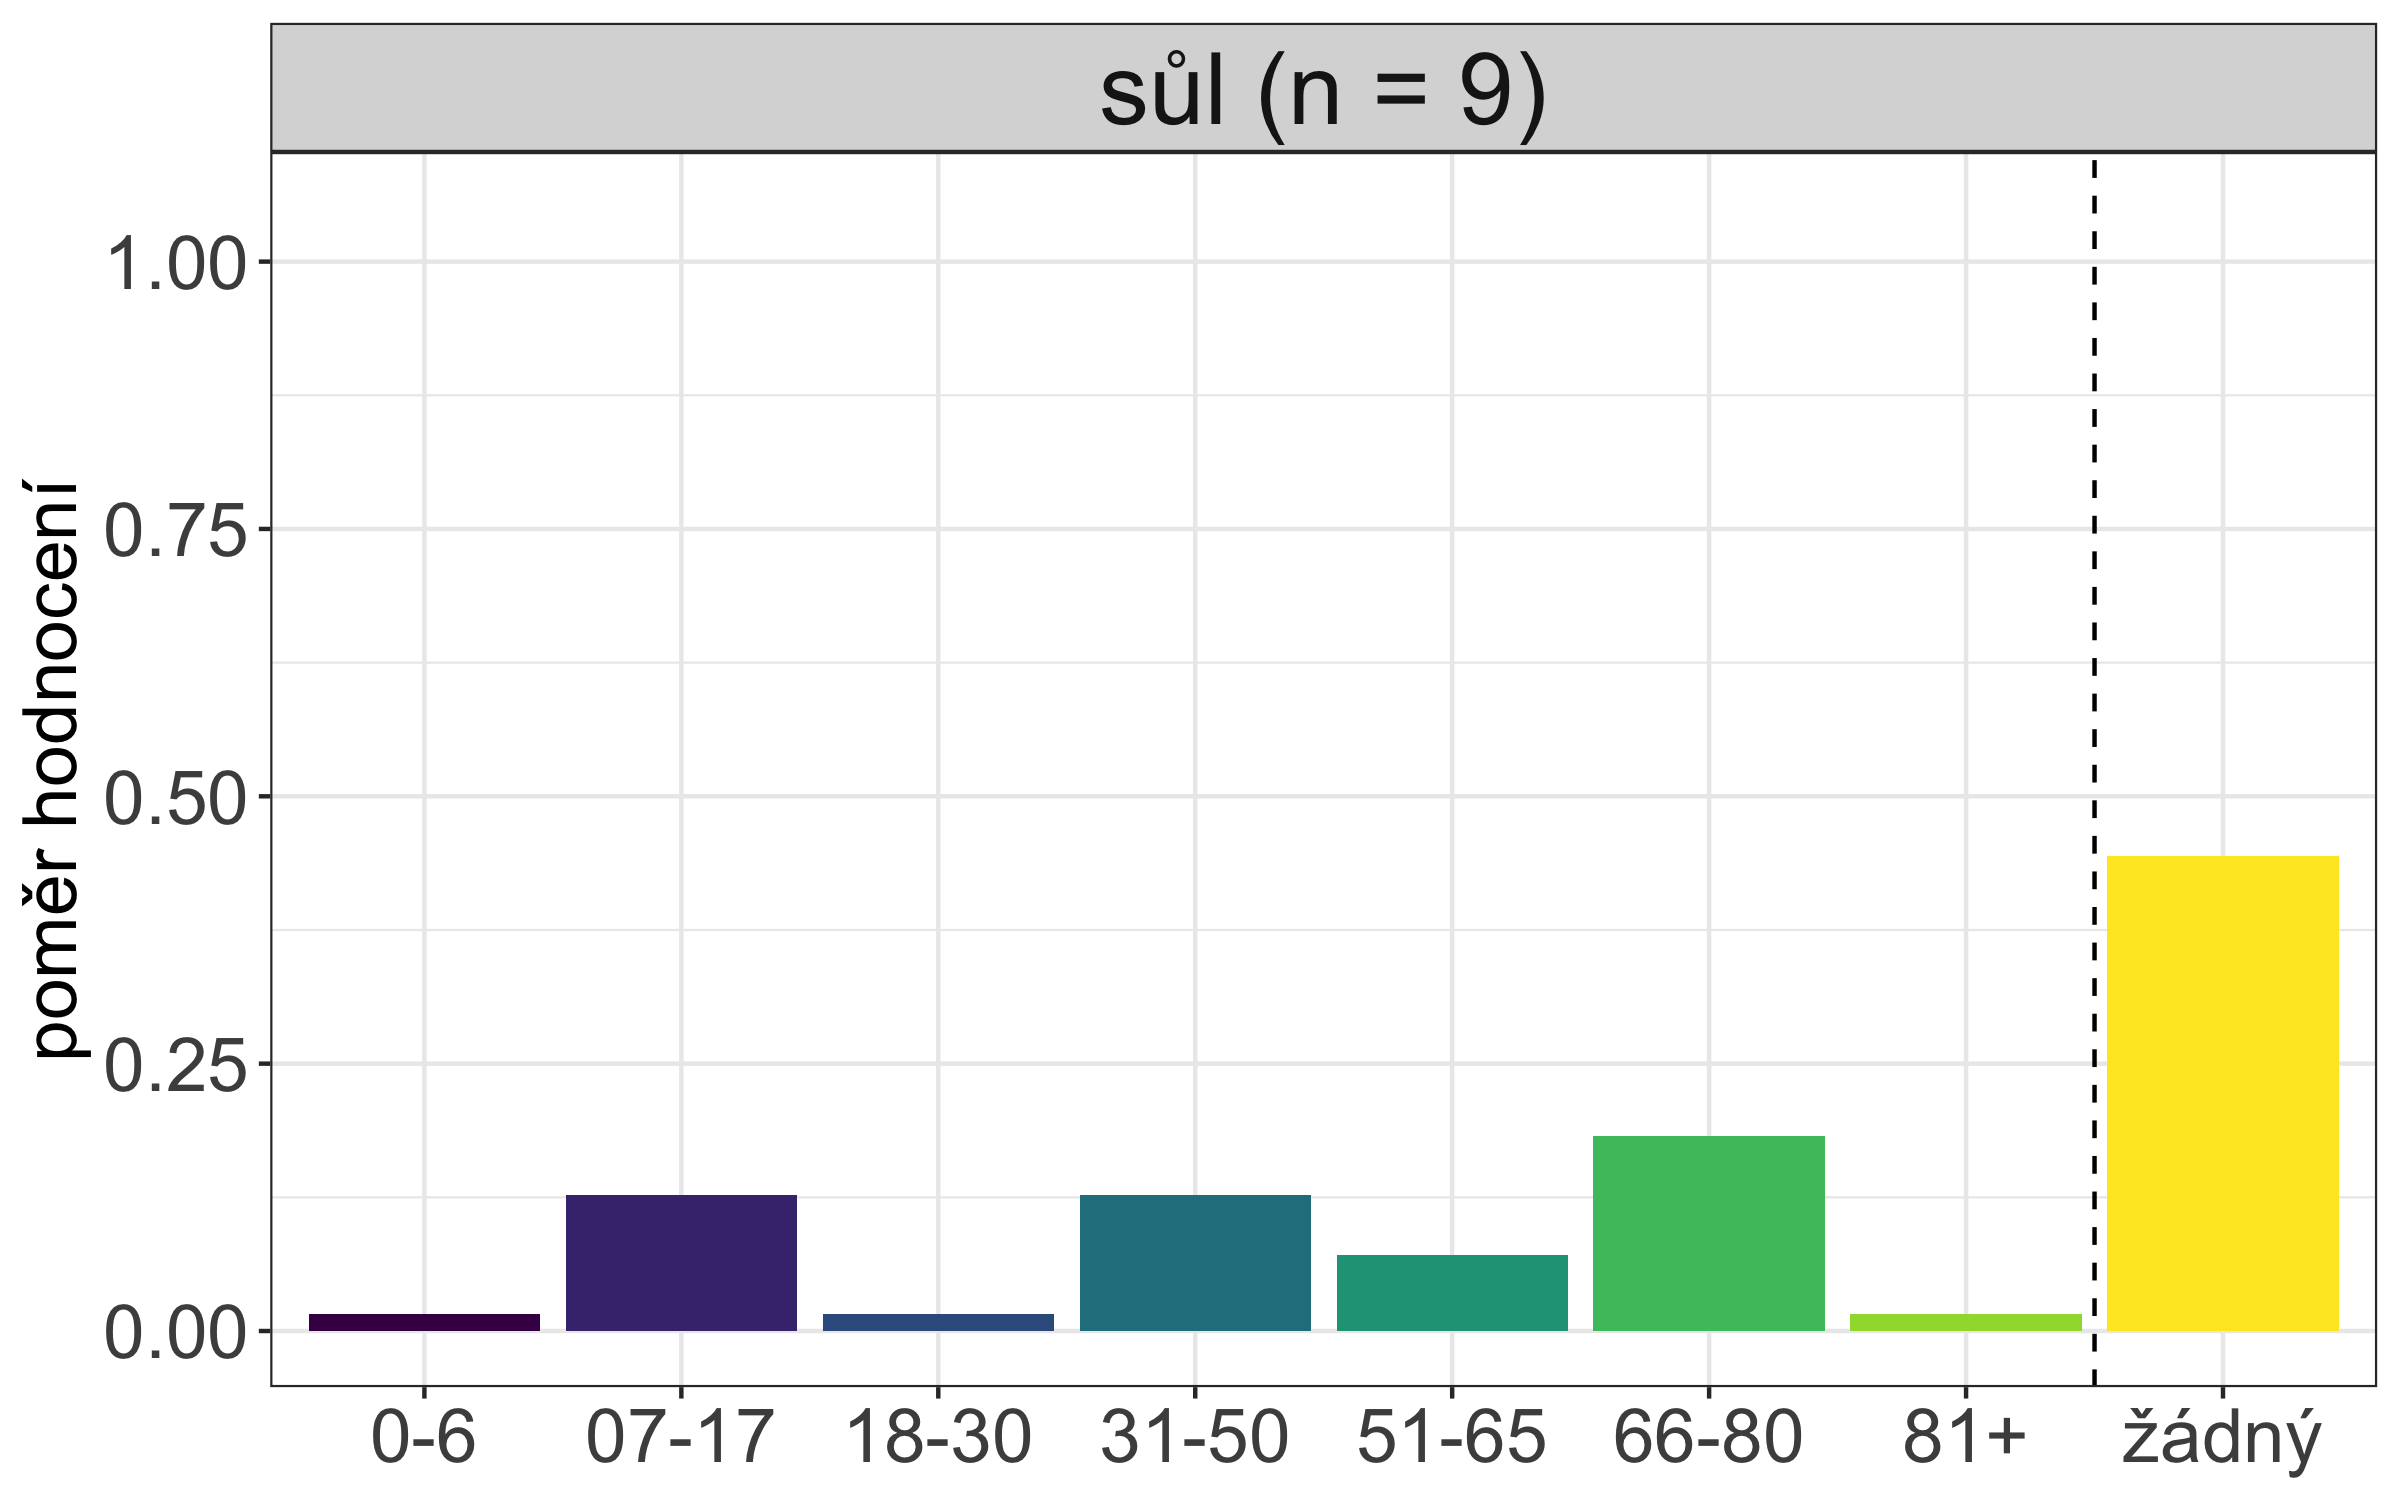 sůl (n = 9)
poměr hodnocení
1.00
0.75
0.50
0.25
0.00
0-6 07-17 18-30 31-50 51-65 66-80 81+ žádný